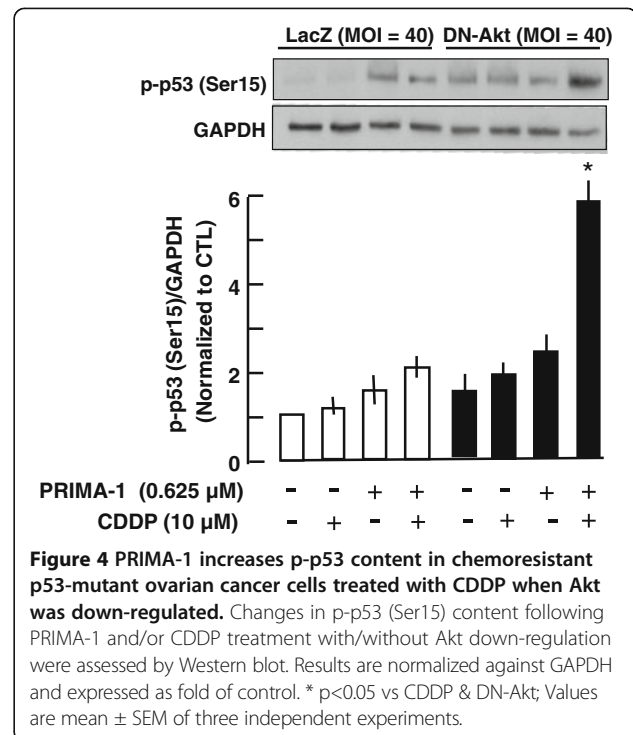 LacZ (MOI = 40) DN-Akt (MOI = 40)
p-p53 (Ser15)
GAPDH
*
p-p53 (Ser15)/GAPDH
(Normalized to CTL)
6
4
2
0
PRIMA-1 (0.625 µM) - - + + - - + +
CDDP (10 µM) - + - + - + - +
Figure 4 PRIMA-1 increases p-p53 content in chemoresistant
p53-mutant ovarian cancer cells treated with CDDP when Akt
was down-regulated. Changes in p-p53 (Ser15) content following
PRIMA-1 and/or CDDP treatment with/without Akt down-regulation
were assessed by Western blot. Results are normalized against GAPDH
and expressed as fold of control. * p<0.05 vs CDDP & DN-Akt; Values
are mean ± SEM of three independent experiments.